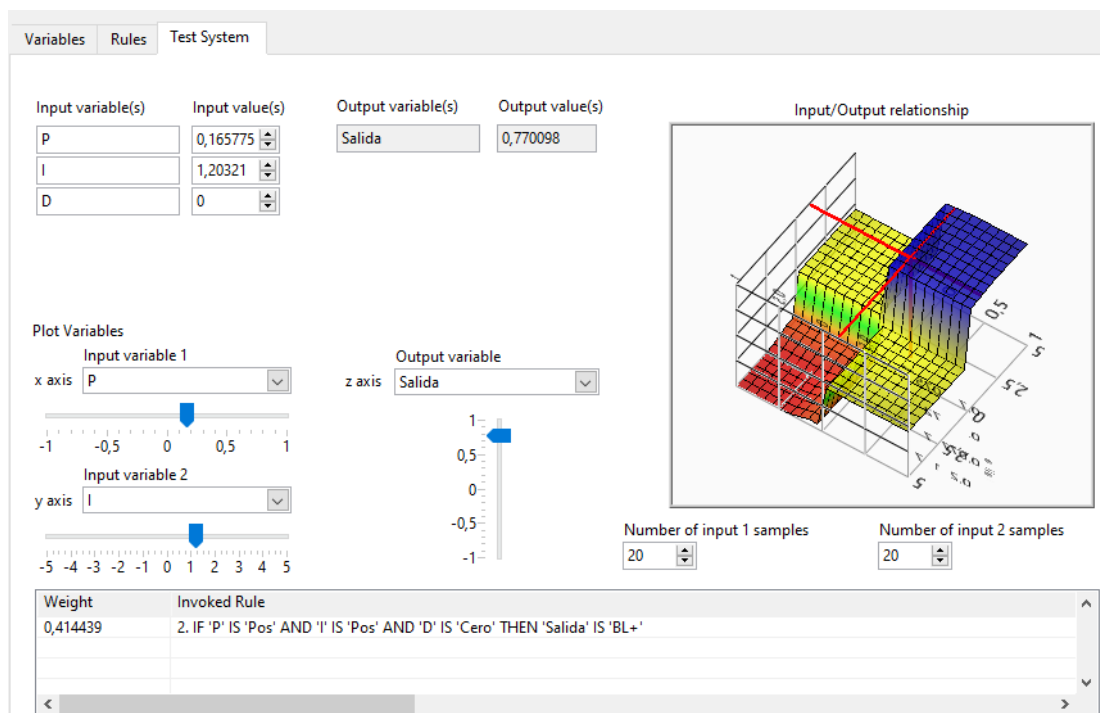 Variables Rules Test System
Input variable(s) Input value(s) Output variable(s) Output value(s)
P 0,165775 Salida 0,770098
I 1,20321
D 0
Input/Output relationship
0,5
1
5
2,5
5
Plot Variables
Input variable 1 Output variable
x axis P z axis Salida
-1 -0,5 0 0,5 1
1
0,5
0
-0,5
-1
Input variable 2
y axis I
-5 -4 -3 -2 -1 0 1 2 3 4 5
Number of input 1 samples Number of input 2 samples
20 20
Weight Invoked Rule
0,414439 2. IF 'P' IS 'Pos' AND 'I' IS 'Pos' AND 'D' IS 'Cero' THEN 'Salida' IS 'BL+'